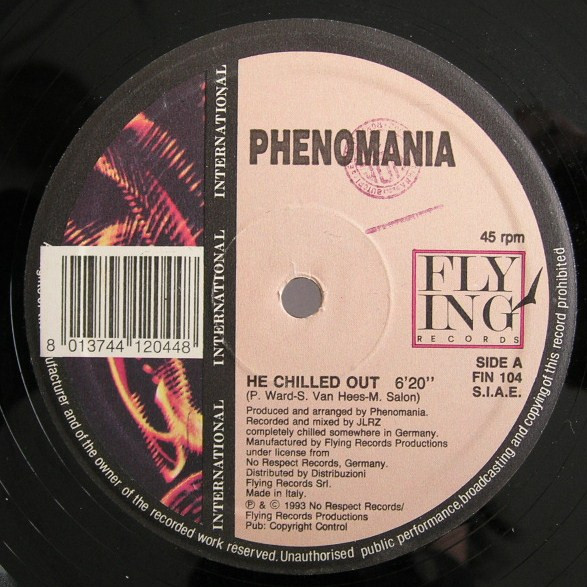 PHENOMANIA
INTERNATIONAL
INTERNATIONAL
INTERNATIONAL
45 rpm
FLY
ING
RECORDS
SIDE A
FIN 104
S.I.A.E.
8 013744 120448
HE CHILLED OUT 6'20''
(P. Ward-S. Van Hees-M. Salon)
Produced and arranged by Phenomania.
Recorded and mixed by JLRZ
completely chilled somewhere in Germany.
Manufactured by Flying Records Productions
under license from
No Respect Records, Germany.
Distributed by Distribuzioni
Flying Records Srl.
Made in Italy.
℗ & © 1993 No Respect Records/
Flying Records Productions
Pub: Copyright Control
ufacturer and of the owner of the recorded work reserved. Unauthorised public performance, broadcasting and copying of this record prohibited